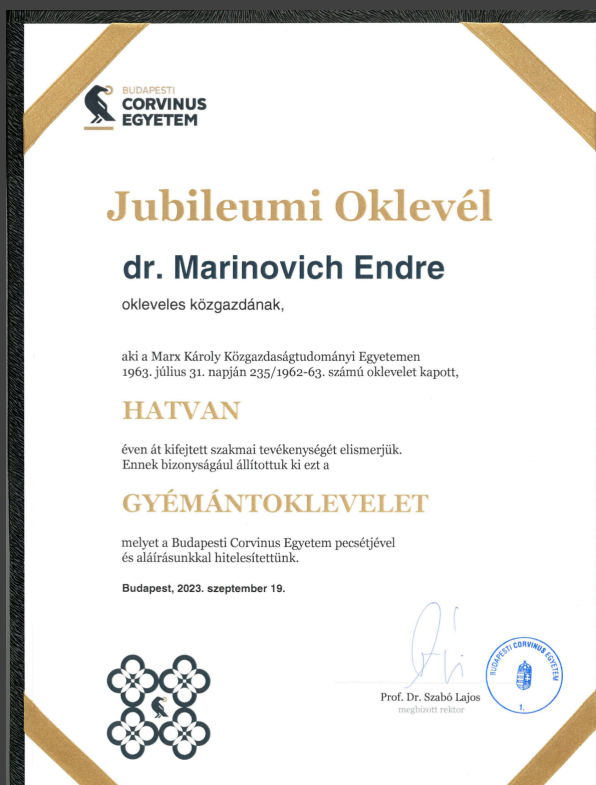 BUDAPESTI
CORVINUS
EGYETEM
Jubileumi Oklevél
dr. Marinovich Endre
okleveles közgazdának,
aki a Marx Károly Közgazdaságtudományi Egyetemen
1963. július 31. napján 235/1962-63. számú oklevelet kapott,
HATVAN
éven át kifejtett szakmai tevékenységét elismerjük.
Ennek bizonyságául állítottuk ki ezt a
GYÉMÁNTOKLEVELET
melyet a Budapesti Corvinus Egyetem pecsétjével
és aláírásunkkal hitelesítettünk.
Budapest, 2023. szeptember 19.
Prof. Dr. Szabó Lajos
megbízott rektor
BUDAPESTI CORVINUS EGYETEM
1.